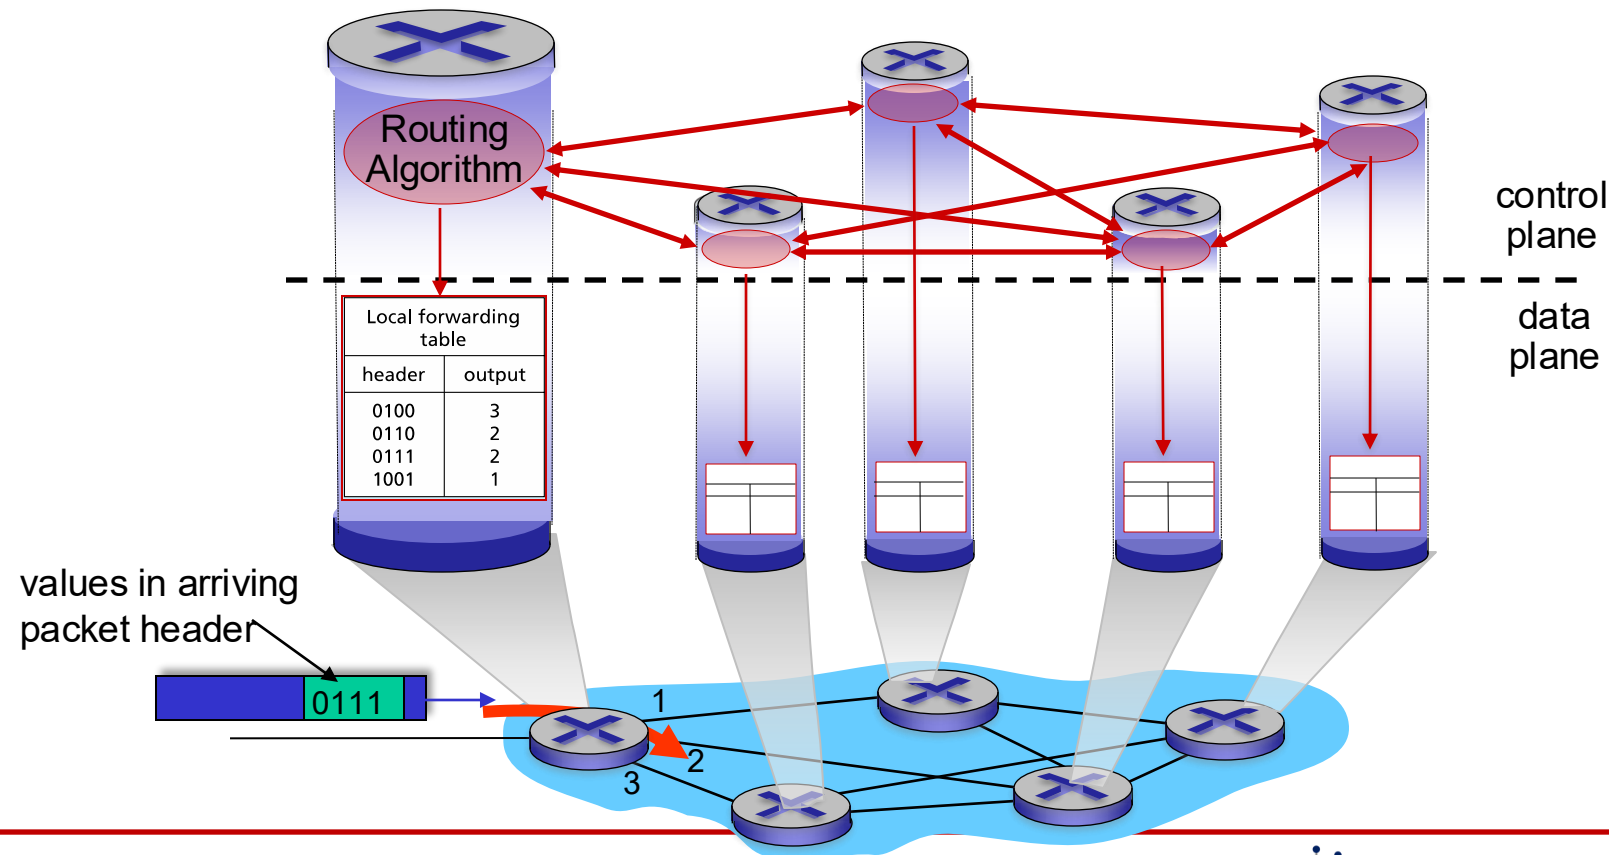 Routing
Algorithm
control
plane
data
plane
Local forwarding
table
header output
0100 3
0110 2
0111 2
1001 1
values in arriving
packet header
0111
1
2
3